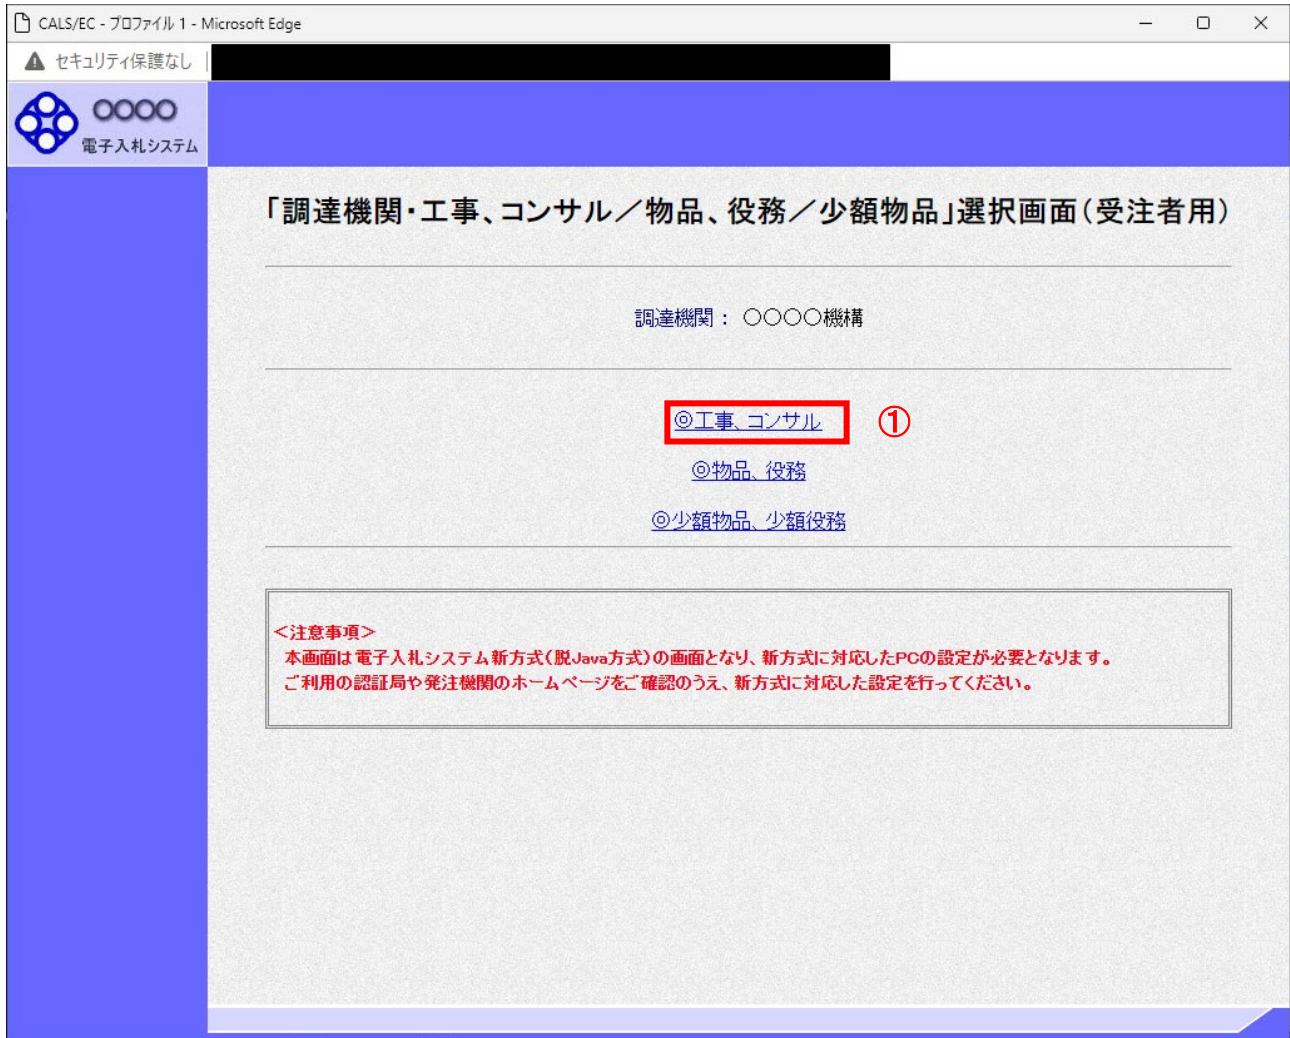 CALS/EC - プロファイル 1 - Microsoft Edge
セキュリティ保護なし
○○○○
電子入札システム
「調達機関・工事、コンサル／物品、役務／少額物品」選択画面(受注者用)
調達機関： ○○○○機構
◎工事、コンサル ①
◎物品、役務
◎少額物品、少額役務
＜注意事項＞
本画面は電子入札システム新方式(脱Java方式)の画面となり、新方式に対応したPCの設定が必要となります。
ご利用の認証局や発注機関のホームページをご確認のうえ、新方式に対応した設定を行ってください。